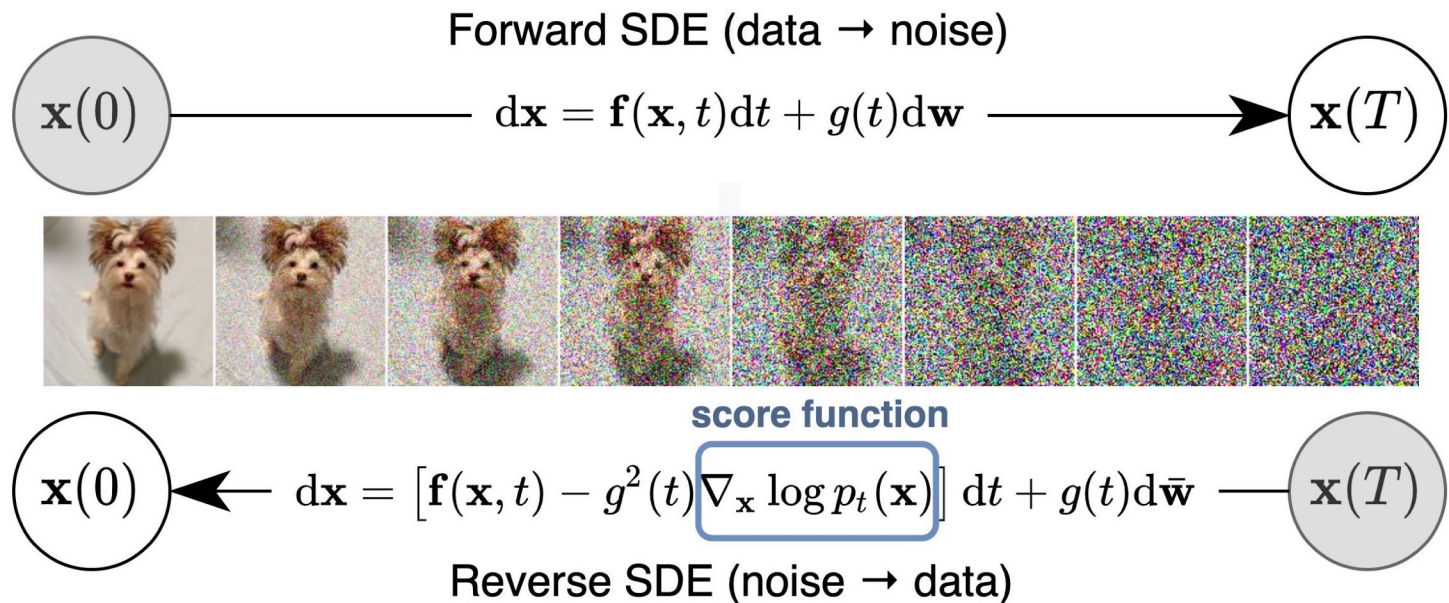 Forward SDE (data → noise)
x(0) dx = f(x, t)dt + g(t)dw x(T)
score function
x(0) dx = [f(x, t) − g²(t)∇ₓ log pₜ(x)] dt + g(t)dw̄ x(T)
Reverse SDE (noise → data)